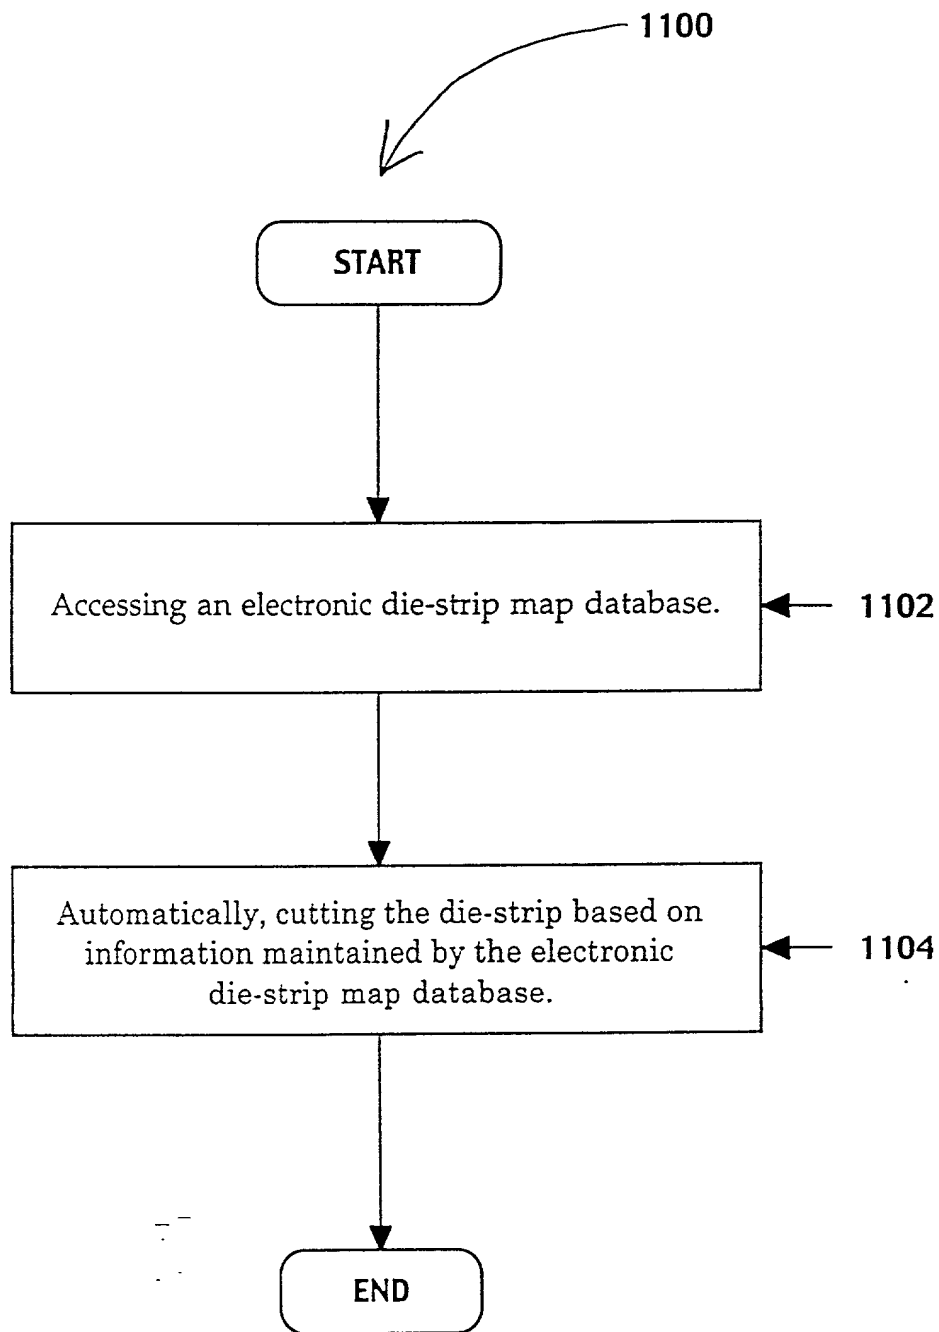 1100
START
Accessing an electronic die-strip map database.
1102
Automatically, cutting the die-strip based on
information maintained by the electronic
die-strip map database.
1104
END